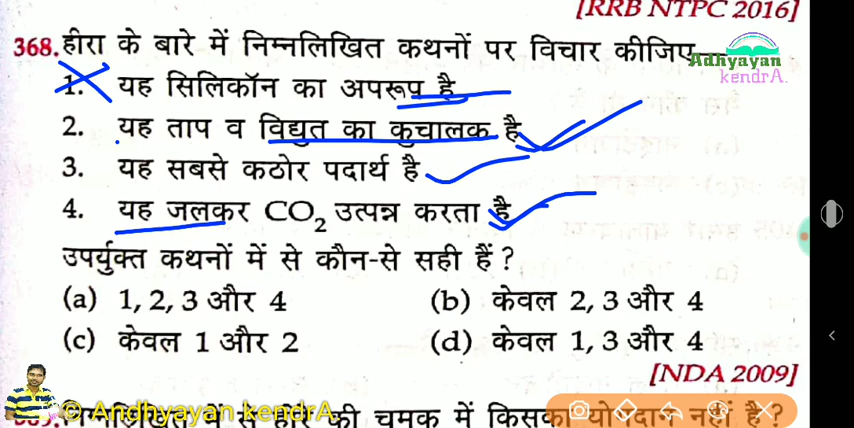 [RRB NTPC 2016]
368. हीरा के बारे में निम्नलिखित कथनों पर विचार कीजिए—
Adhyayan
kendrA.
1. यह सिलिकॉन का अपरूप है
2. यह ताप व विद्युत का कुचालक है
3. यह सबसे कठोर पदार्थ है
4. यह जलकर CO₂ उत्पन्न करता है
उपर्युक्त कथनों में से कौन-से सही हैं ?
(a) 1, 2, 3 और 4 (b) केवल 2, 3 और 4
(c) केवल 1 और 2 (d) केवल 1, 3 और 4
[NDA 2009]
© Andhyayan kendrA
369. निम्नलिखित में से हीरे की चमक में किसका योगदान नहीं है ?